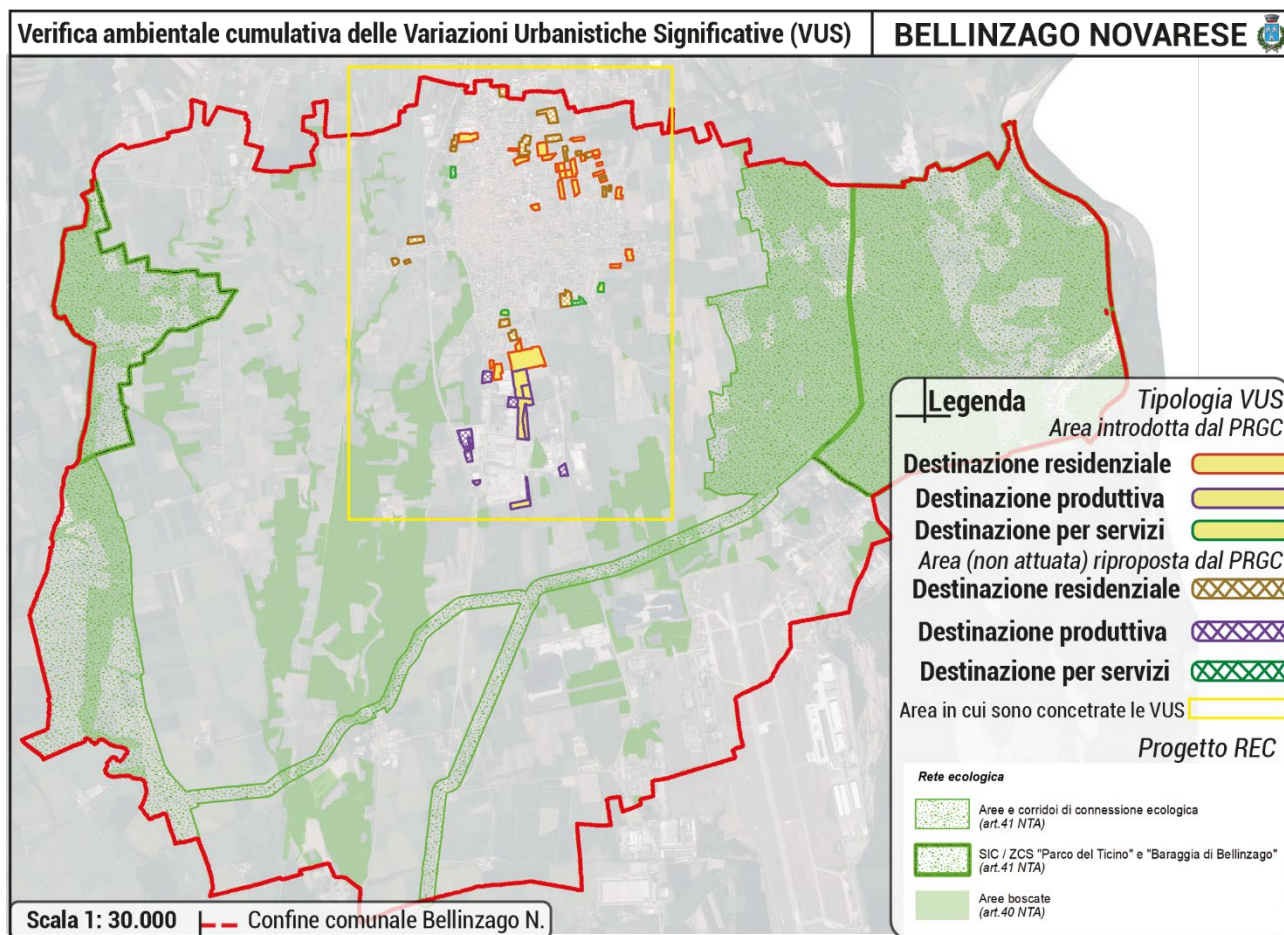 Verifica ambientale cumulativa delle Variazioni Urbanistiche Significative (VUS)
BELLINZAGO NOVARESE
Legenda
Tipologia VUS
Area introdotta dal PRGC
Destinazione residenziale
Destinazione produttiva
Destinazione per servizi
Area (non attuata) riproposta dal PRGC
Destinazione residenziale
Destinazione produttiva
Destinazione per servizi
Area in cui sono concetrate le VUS
Progetto REC
Rete ecologica
Aree e corridoi di connessione ecologica
(art.41 NTA)
SIC / ZCS "Parco del Ticino" e "Baraggia di Bellinzago"
(art.41 NTA)
Aree boscate
(art.40 NTA)
Scala 1: 30.000
Confine comunale Bellinzago N.